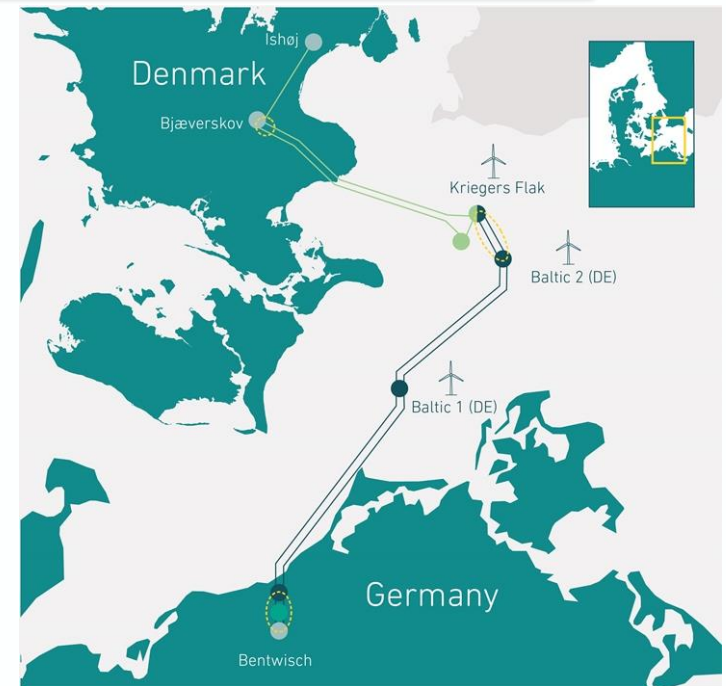 Ishøj
Denmark
Bjæverskov
Kriegers Flak
Baltic 2 (DE)
Baltic 1 (DE)
Germany
Bentwisch